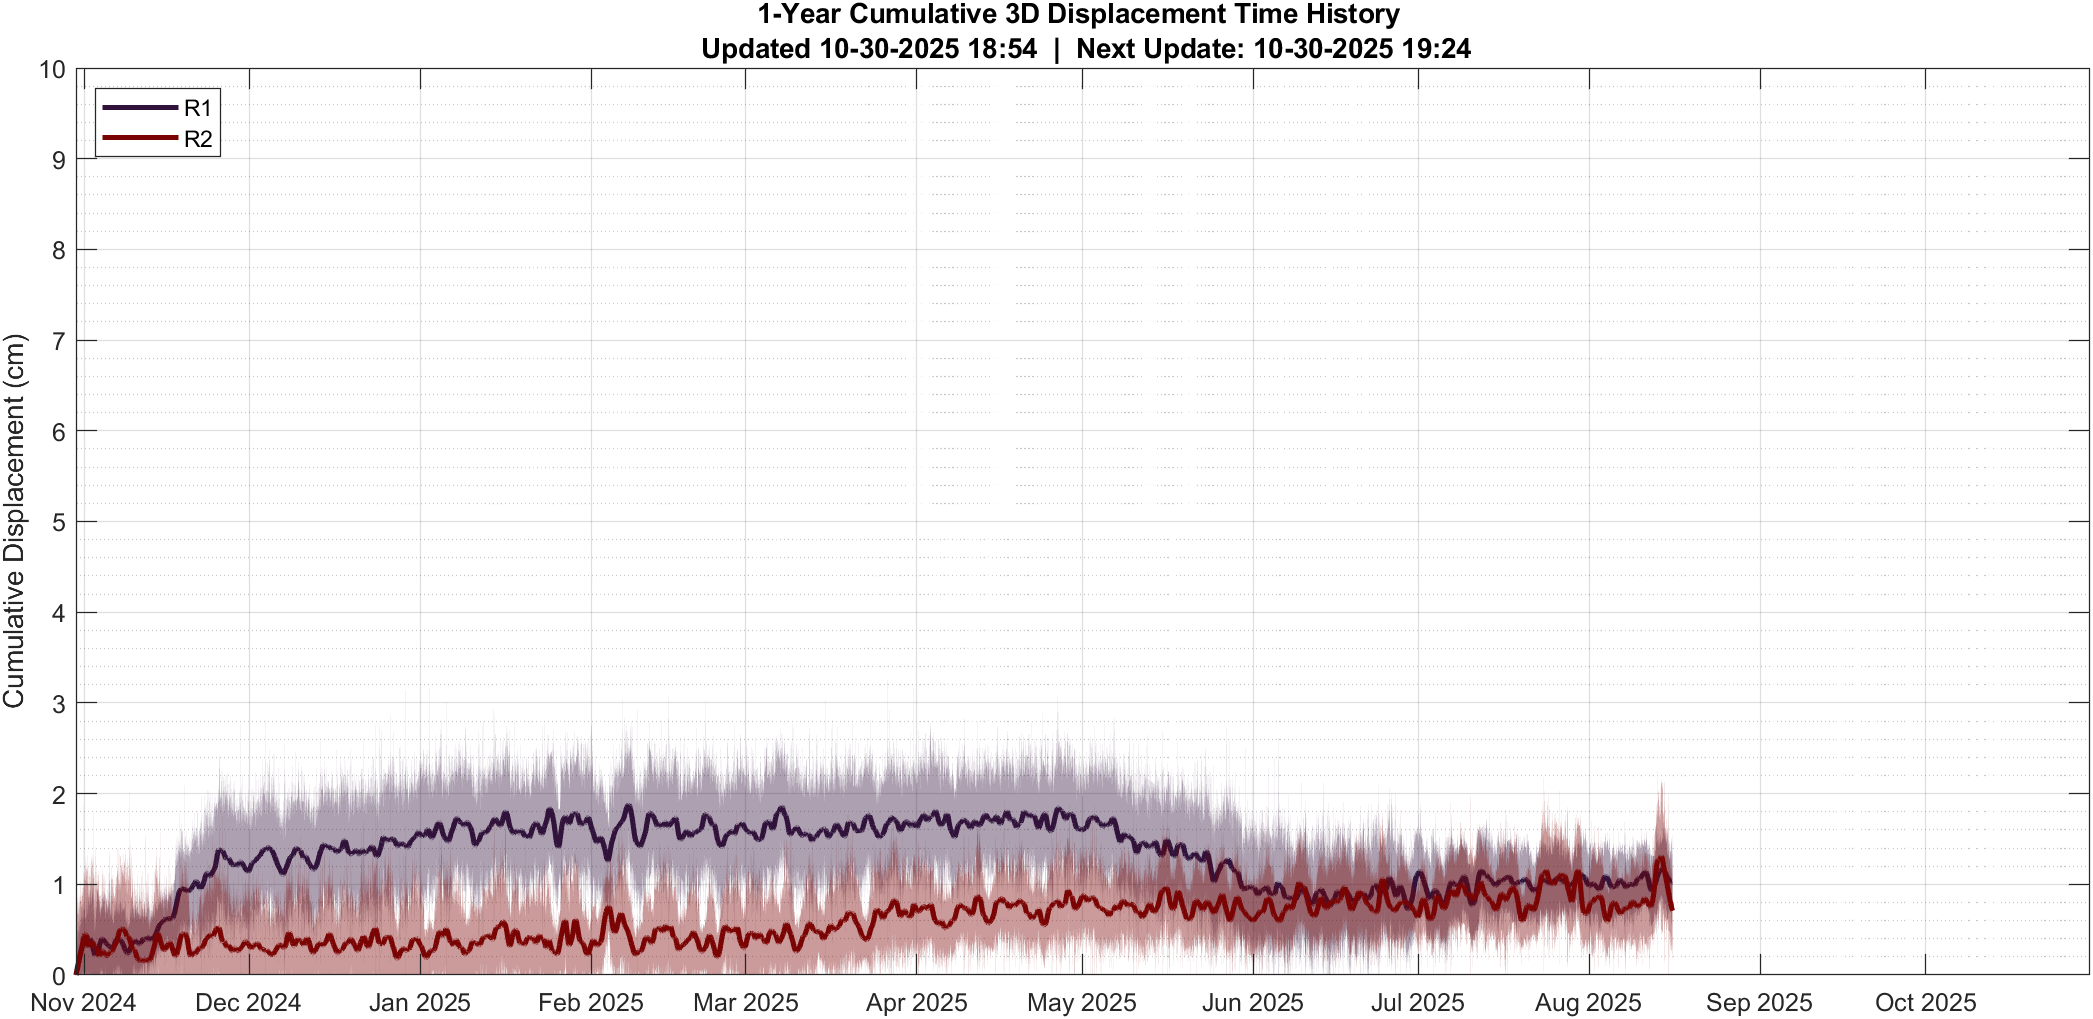 1-Year Cumulative 3D Displacement Time History
Updated 10-30-2025 18:54 | Next Update: 10-30-2025 19:24
R1
R2
Cumulative Displacement (cm)
10
9
8
7
6
5
4
3
2
1
0
Nov 2024 Dec 2024 Jan 2025 Feb 2025 Mar 2025 Apr 2025 May 2025 Jun 2025 Jul 2025 Aug 2025 Sep 2025 Oct 2025